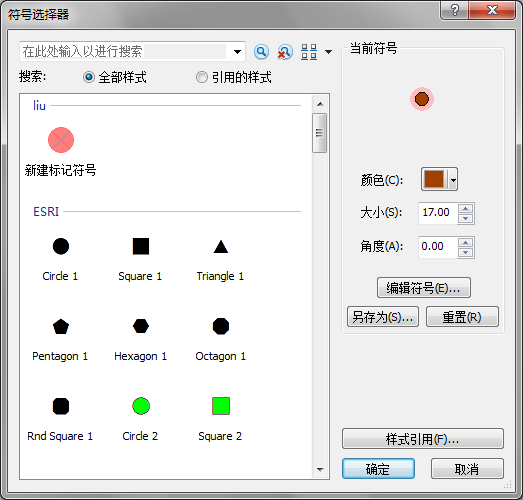 符号选择器
在此处输入以进行搜索
搜索: 全部样式 引用的样式
liu
新建标记符号
ESRI
Circle 1 Square 1 Triangle 1
Pentagon 1 Hexagon 1 Octagon 1
Rnd Square 1 Circle 2 Square 2
当前符号
颜色(C):
大小(S): 17.00
角度(A): 0.00
编辑符号(E)...
另存为(S)... 重置(R)
样式引用(F)...
确定 取消